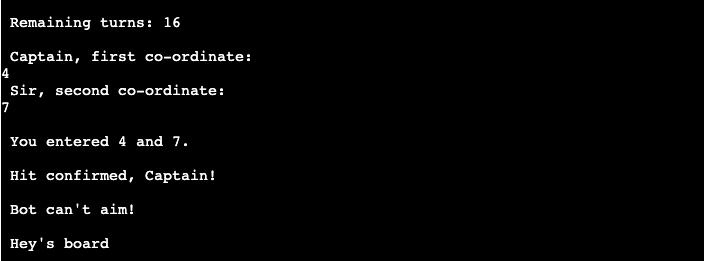 Remaining turns: 16
Captain, first co-ordinate:
4
Sir, second co-ordinate:
7
You entered 4 and 7.
Hit confirmed, Captain!
Bot can't aim!
Hey's board